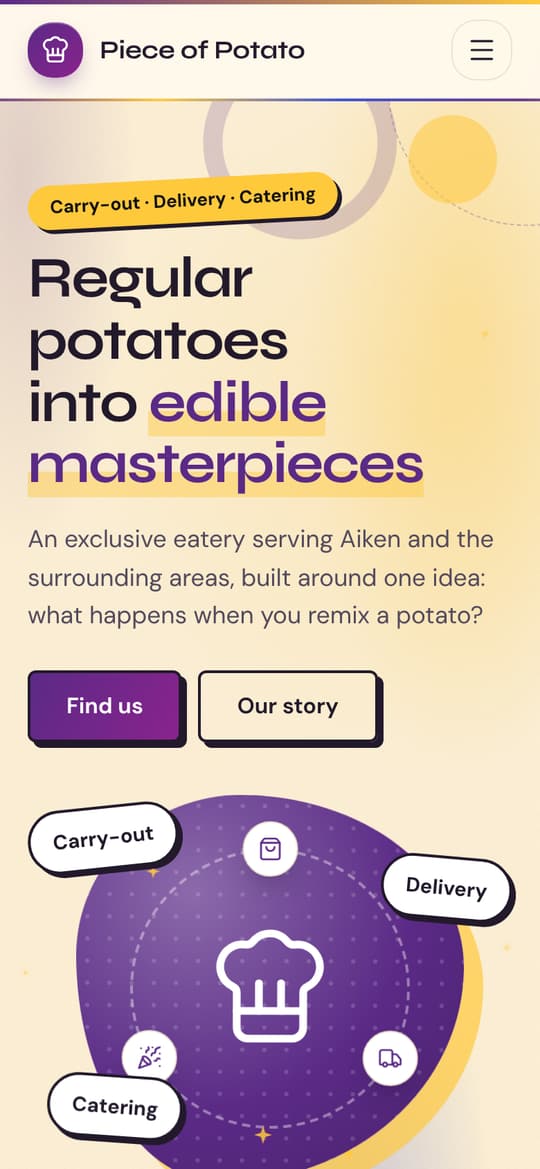 Piece of Potato
Carry-out · Delivery · Catering
Regular
potatoes
into edible
masterpieces
An exclusive eatery serving Aiken and the
surrounding areas, built around one idea:
what happens when you remix a potato?
Find us
Our story
Carry-out
Delivery
Catering